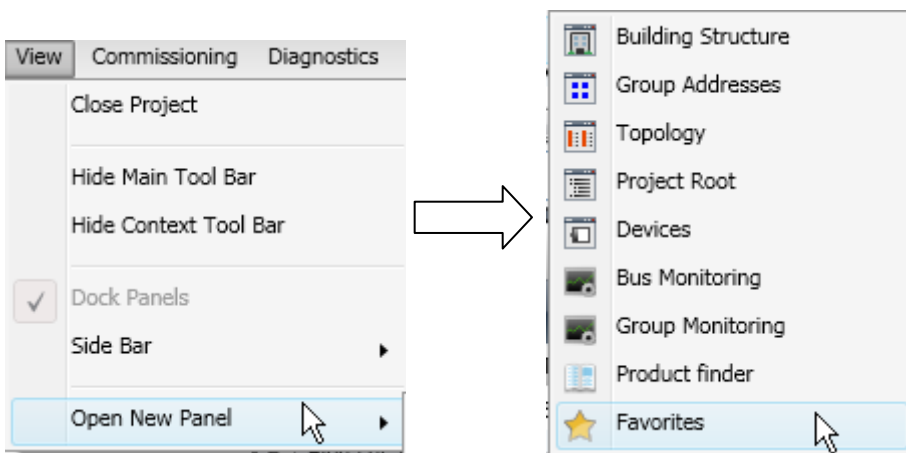 View Commissioning Diagnostics
Close Project
Hide Main Tool Bar
Hide Context Tool Bar
Dock Panels
Side Bar
Open New Panel
Building Structure
Group Addresses
Topology
Project Root
Devices
Bus Monitoring
Group Monitoring
Product finder
Favorites